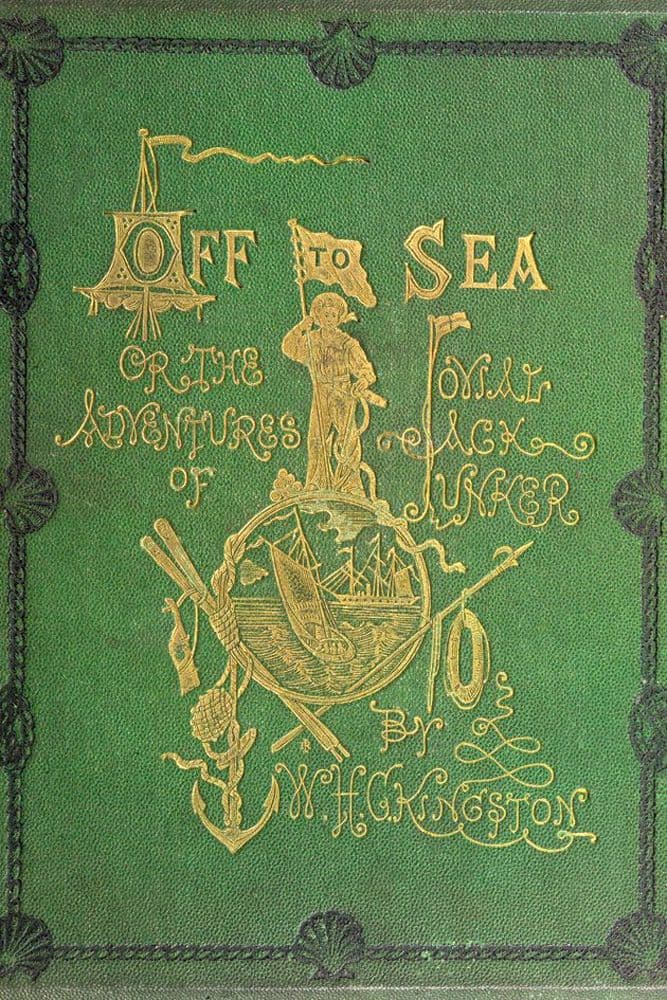 OFF TO SEA
OR THE
ADVENTURES
OF
JOVIAL
JACK
JUNKER
BY
W.H.G. KINGSTON